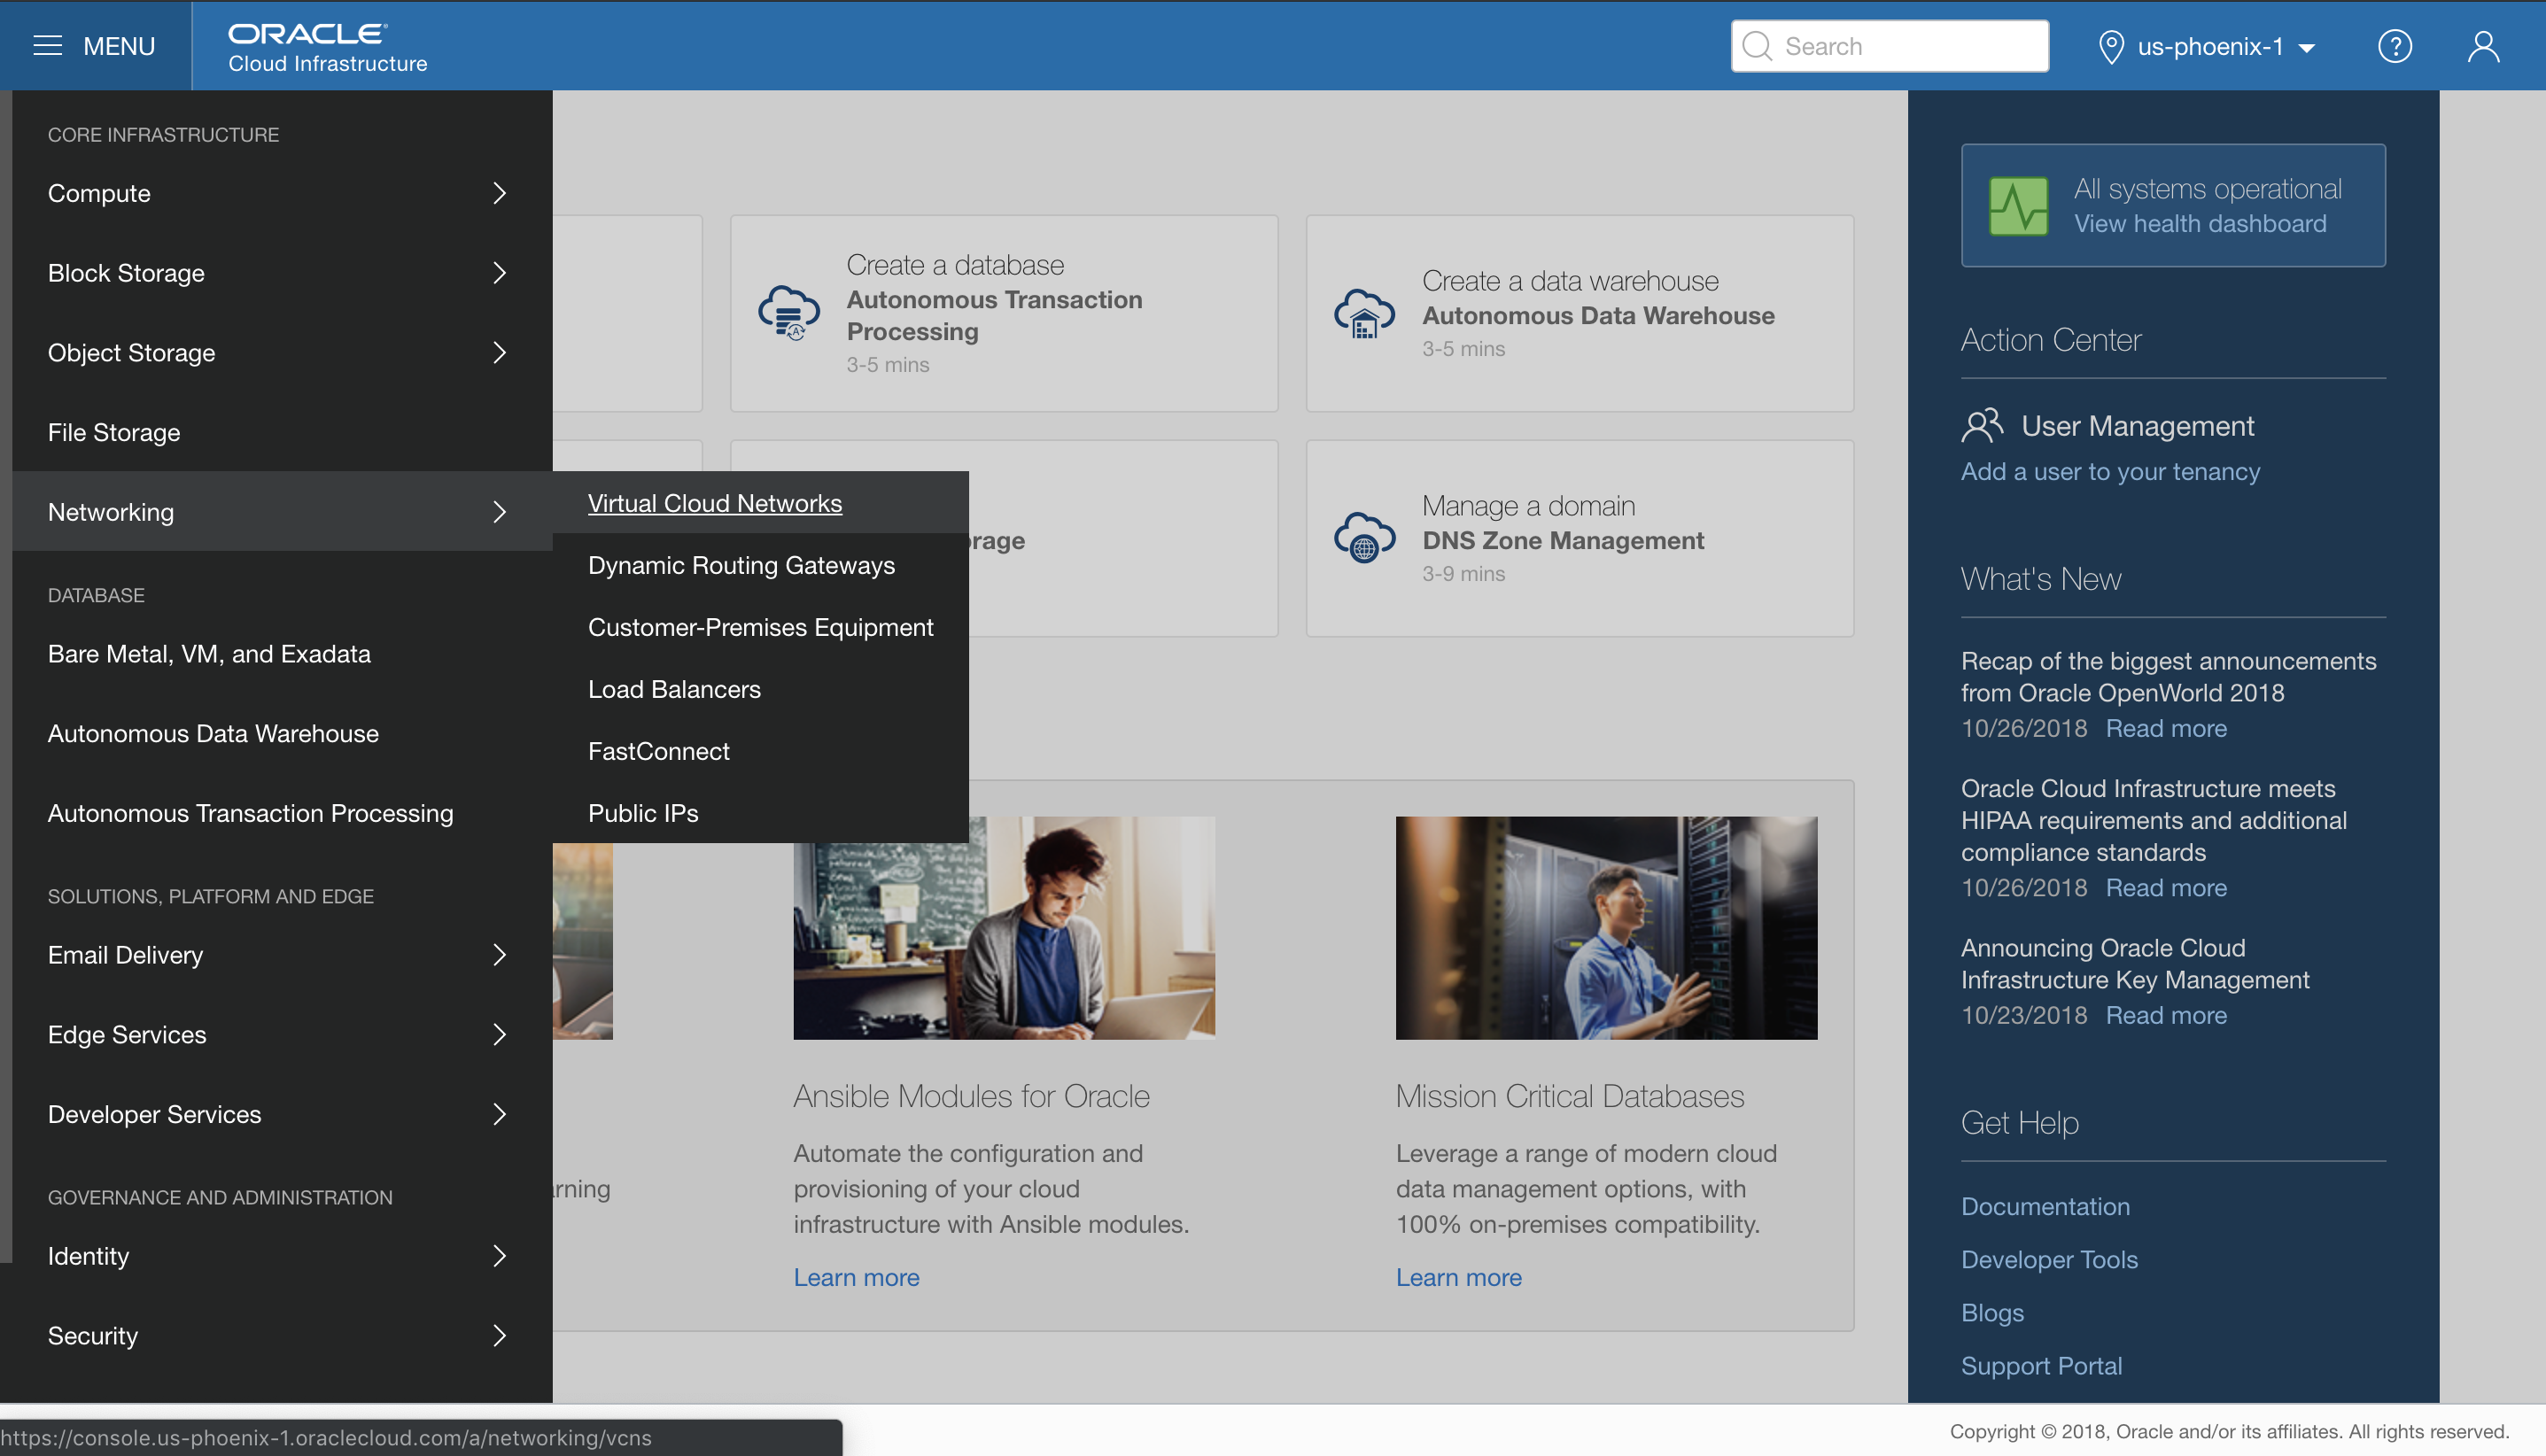 MENU
ORACLE
Cloud Infrastructure
Search
us-phoenix-1
CORE INFRASTRUCTURE
Compute
Block Storage
Object Storage
File Storage
Networking
DATABASE
Bare Metal, VM, and Exadata
Autonomous Data Warehouse
Autonomous Transaction Processing
SOLUTIONS, PLATFORM AND EDGE
Email Delivery
Edge Services
Developer Services
GOVERNANCE AND ADMINISTRATION
Identity
Security
Virtual Cloud Networks
Dynamic Routing Gateways
Customer-Premises Equipment
Load Balancers
FastConnect
Public IPs
Create a database
Autonomous Transaction
Processing
3-5 mins
Create a data warehouse
Autonomous Data Warehouse
3-5 mins
rage
Manage a domain
DNS Zone Management
3-9 mins
rning
Ansible Modules for Oracle
Automate the configuration and
provisioning of your cloud
infrastructure with Ansible modules.
Learn more
Mission Critical Databases
Leverage a range of modern cloud
data management options, with
100% on-premises compatibility.
Learn more
All systems operational
View health dashboard
Action Center
User Management
Add a user to your tenancy
What's New
Recap of the biggest announcements
from Oracle OpenWorld 2018
10/26/2018 Read more
Oracle Cloud Infrastructure meets
HIPAA requirements and additional
compliance standards
10/26/2018 Read more
Announcing Oracle Cloud
Infrastructure Key Management
10/23/2018 Read more
Get Help
Documentation
Developer Tools
Blogs
Support Portal
https://console.us-phoenix-1.oraclecloud.com/a/networking/vcns
Copyright © 2018, Oracle and/or its affiliates. All rights reserved.